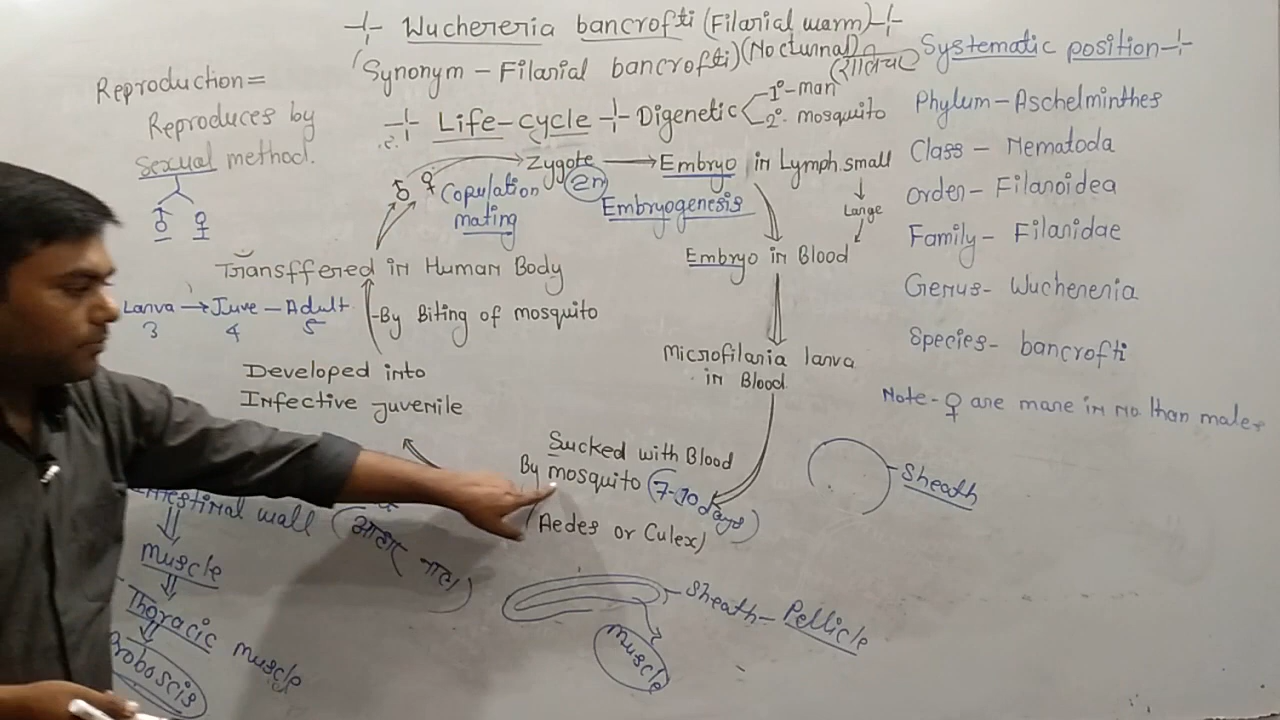 Wuchereria bancrofti (Filarial warm)
Synonym - Filarial bancrofti) (Nocturnal)
Life-cycle Digenetic
1°-man
2°. mosquito
Reproduction=
Reproduces by
sexual method.
♂ ♀
♂ ♀ Copulation
mating
Zygote
2n
Embryo in Lymph. small
Embryogenesis
Large
Embryo in Blood
Microfilaria larva
in Blood
Sucked with Blood
By mosquito (7-10 days)
(Aedes or Culex)
Developed into
Infective juvenile
By Biting of mosquito
Transffered in Human Body
Larva → Juve - Adult
3 4 5
wall
muscle
Thoracic muscle
Proboscis
Sheath
Sheath - Pellicle
muscle
Systematic position
Phylum - Aschelminthes
Class - Nematoda
Order - Filarioidea
Family - Filaridae
Genus - Wuchereria
Species - bancrofti
Note - ♀ are more in no than males